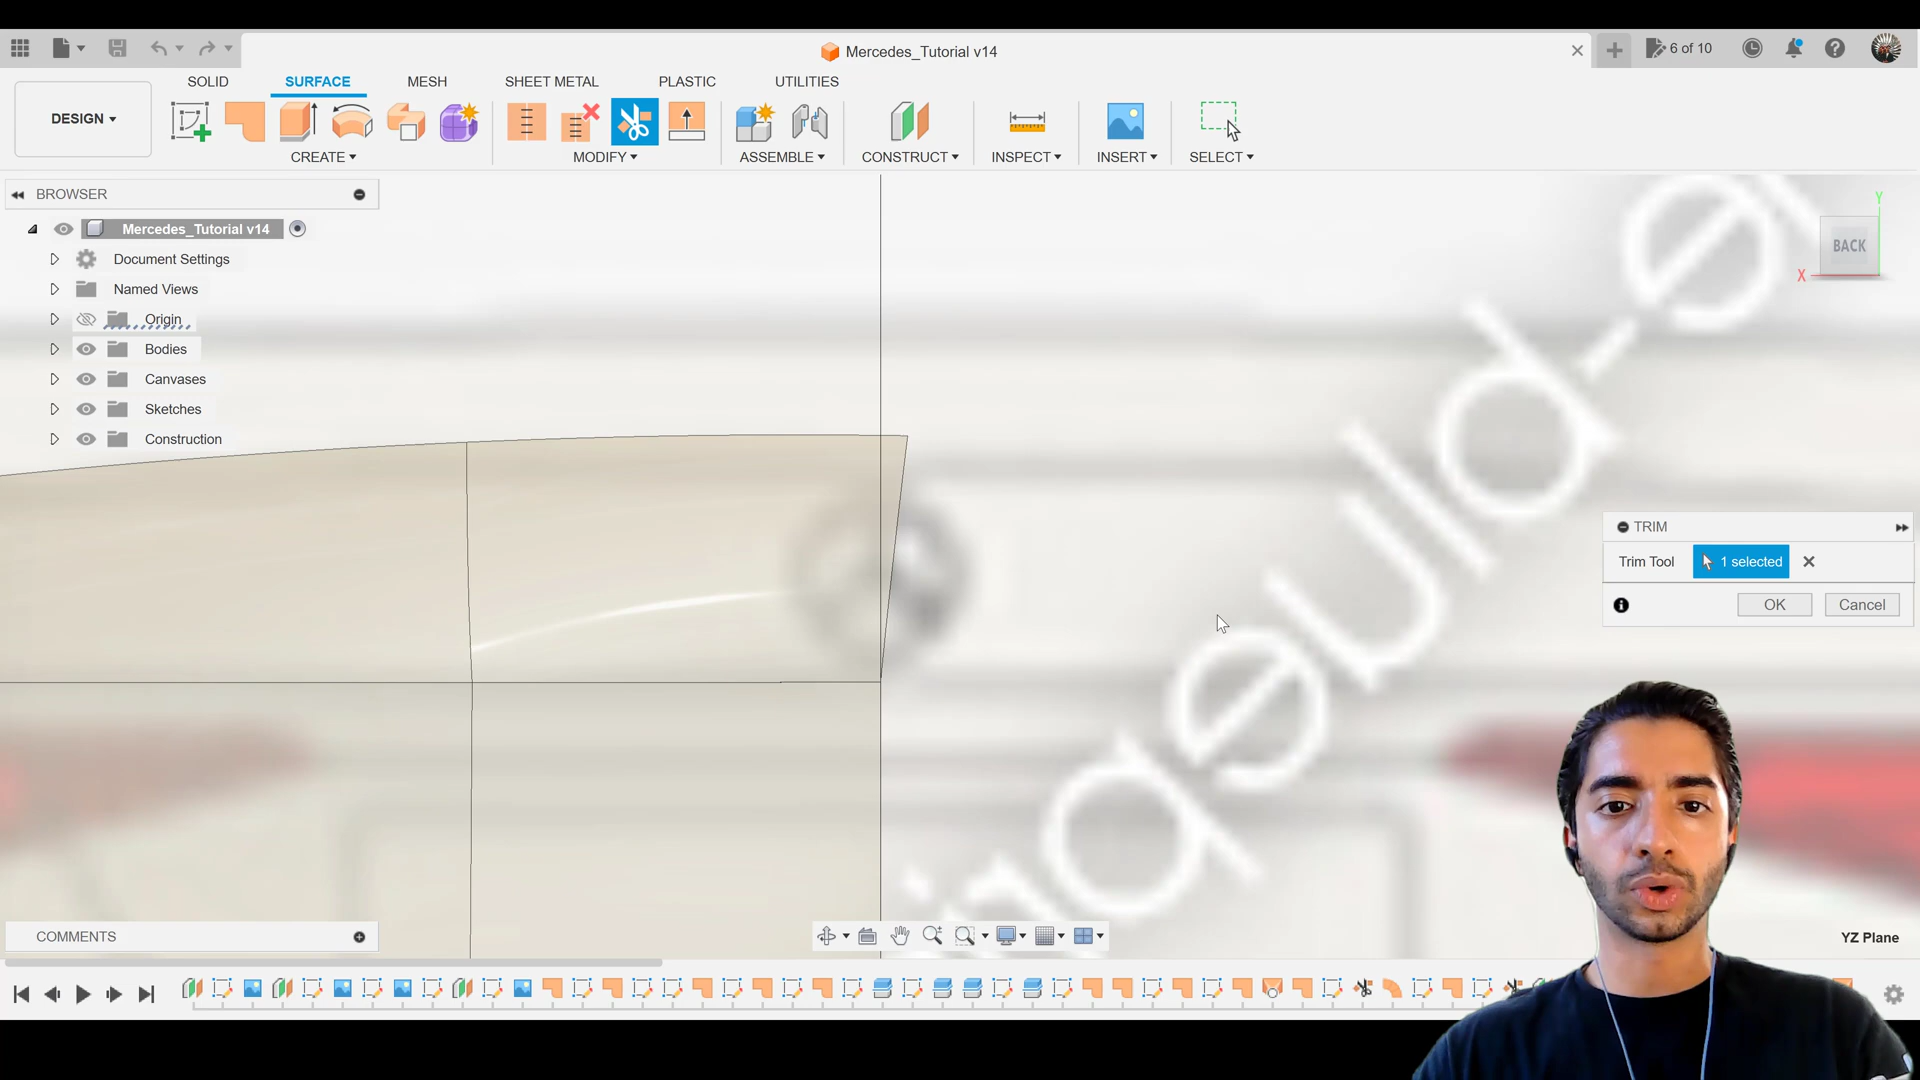 Mercedes_Tutorial v14
6 of 10
DESIGN
SOLID
SURFACE
MESH
SHEET METAL
PLASTIC
UTILITIES
CREATE
MODIFY
ASSEMBLE
CONSTRUCT
INSPECT
INSERT
SELECT
BROWSER
Mercedes_Tutorial v14
Document Settings
Named Views
Origin
Bodies
Canvases
Sketches
Construction
Y
BACK
X
TRIM
Trim Tool
1 selected
OK
Cancel
COMMENTS
YZ Plane